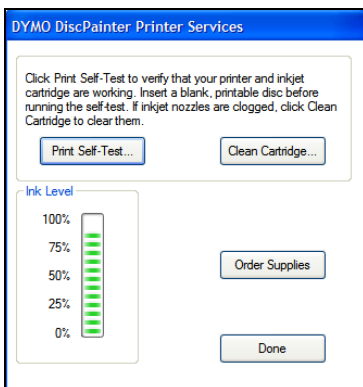 DYMO DiscPainter Printer Services
Click Print Self-Test to verify that your printer and inkjet
cartridge are working. Insert a blank, printable disc before
running the self-test. If inkjet nozzles are clogged, click Clean
Cartridge to clear them.
Print Self-Test... Clean Cartridge...
Ink Level
100%
75%
50%
25%
0%
Order Supplies
Done